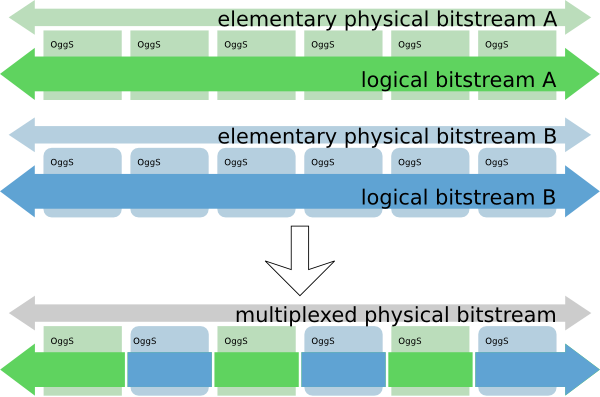 elementary physical bitstream A
OggS OggS OggS OggS OggS OggS
logical bitstream A
elementary physical bitstream B
OggS OggS OggS OggS OggS OggS
logical bitstream B
multiplexed physical bitstream
OggS OggS OggS OggS OggS OggS